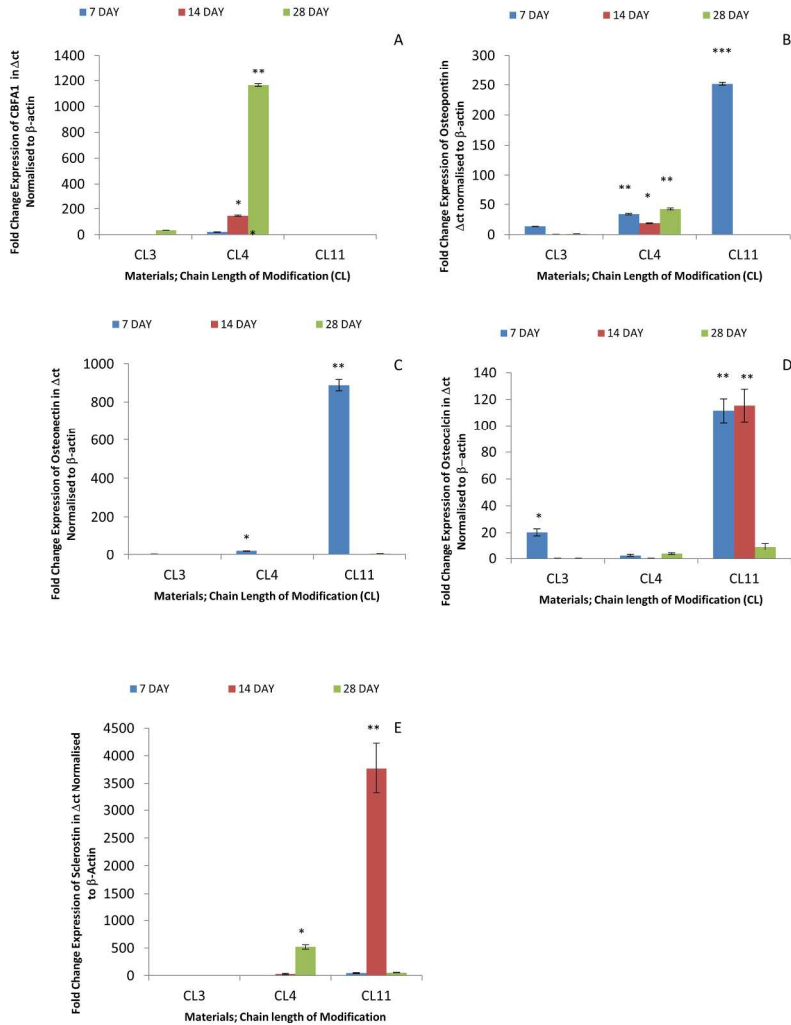 7 DAY 14 DAY 28 DAY
A
Fold Change Expression of CBFA1 in Δct
Normalised to β-actin
1400
1200
1000
800
600
400
200
0
**
*
*
CL3 CL4 CL11
Materials; Chain Length of Modification (CL)
7 DAY 14 DAY 28 DAY
B
Fold Change Expression of Osteopontin in
Δct normalised to β-actin
300
250
200
150
100
50
0
***
** * **
CL3 CL4 CL11
Materials; Chain Length of Modification (CL)
7 DAY 14 DAY 28 DAY
C
Fold Change Expression of Osteonectin in Δct
Normalised to β-actin
1000
800
600
400
200
0
**
*
CL3 CL4 CL11
Materials; Chain Length of Modification (CL)
7 DAY 14 DAY 28 DAY
D
Fold Change Expression of Osteocalcin in Δct
Normalised to β−actin
140
120
100
80
60
40
20
0
** **
*
CL3 CL4 CL11
Materials; Chain length of Modification (CL)
7 DAY 14 DAY 28 DAY
E
Fold Change Expression of Sclerostin in Δct Normalised
to β-Actin
4500
4000
3500
3000
2500
2000
1500
1000
500
0
**
*
CL3 CL4 CL11
Materials; Chain length of Modification